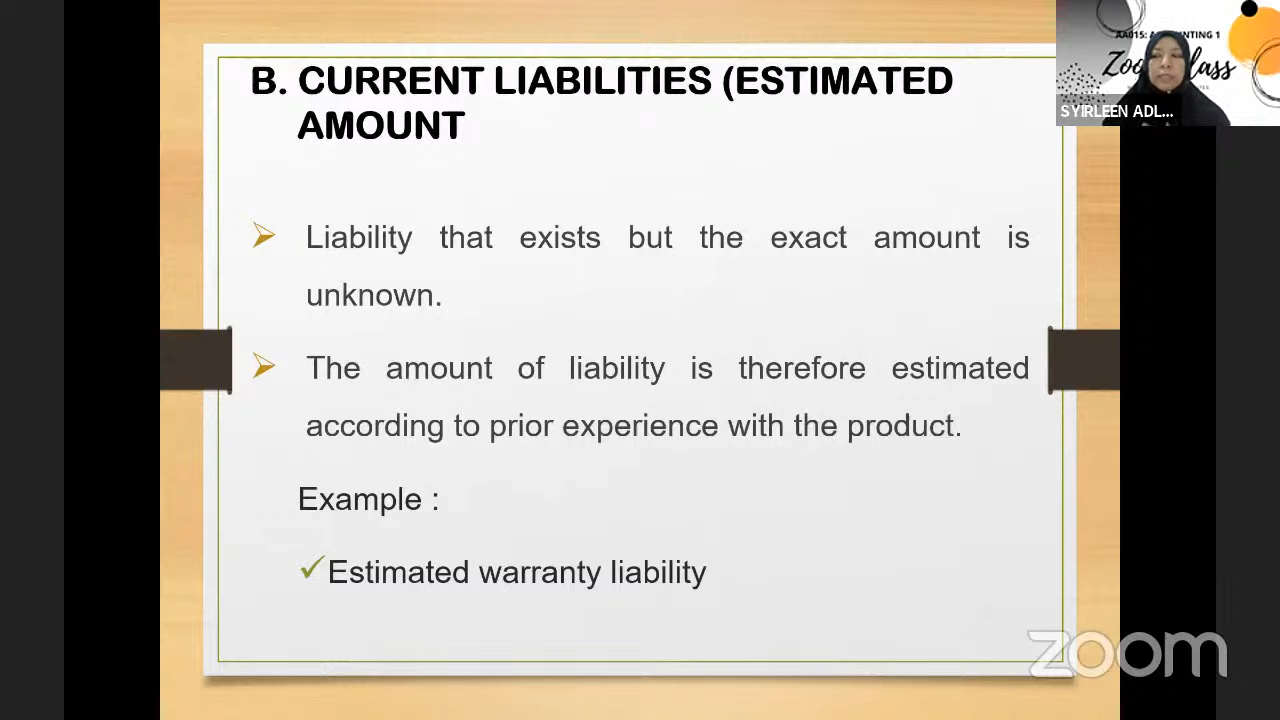 B. CURRENT LIABILITIES (ESTIMATED
AMOUNT
Liability that exists but the exact amount is
unknown.
The amount of liability is therefore estimated
according to prior experience with the product.
Example :
Estimated warranty liability
SYIRLEEN ADL...
zoom